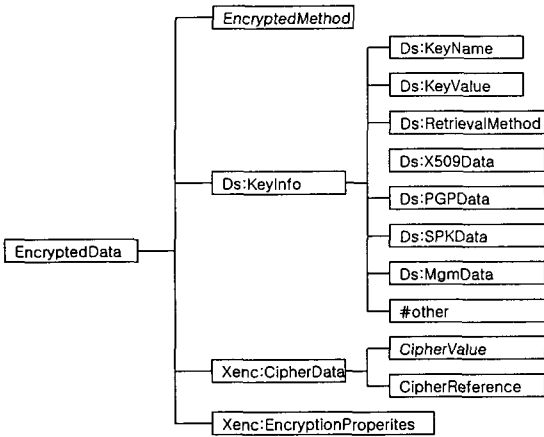 EncryptedMethod
Ds:KeyName
Ds:KeyValue
Ds:RetrievalMethod
Ds:X509Data
Ds:KeyInfo
Ds:PGPData
Ds:SPKData
EncryptedData
Ds:MgmData
#other
CipherValue
Xenc:CipherData
CipherReference
Xenc:EncryptionProperites